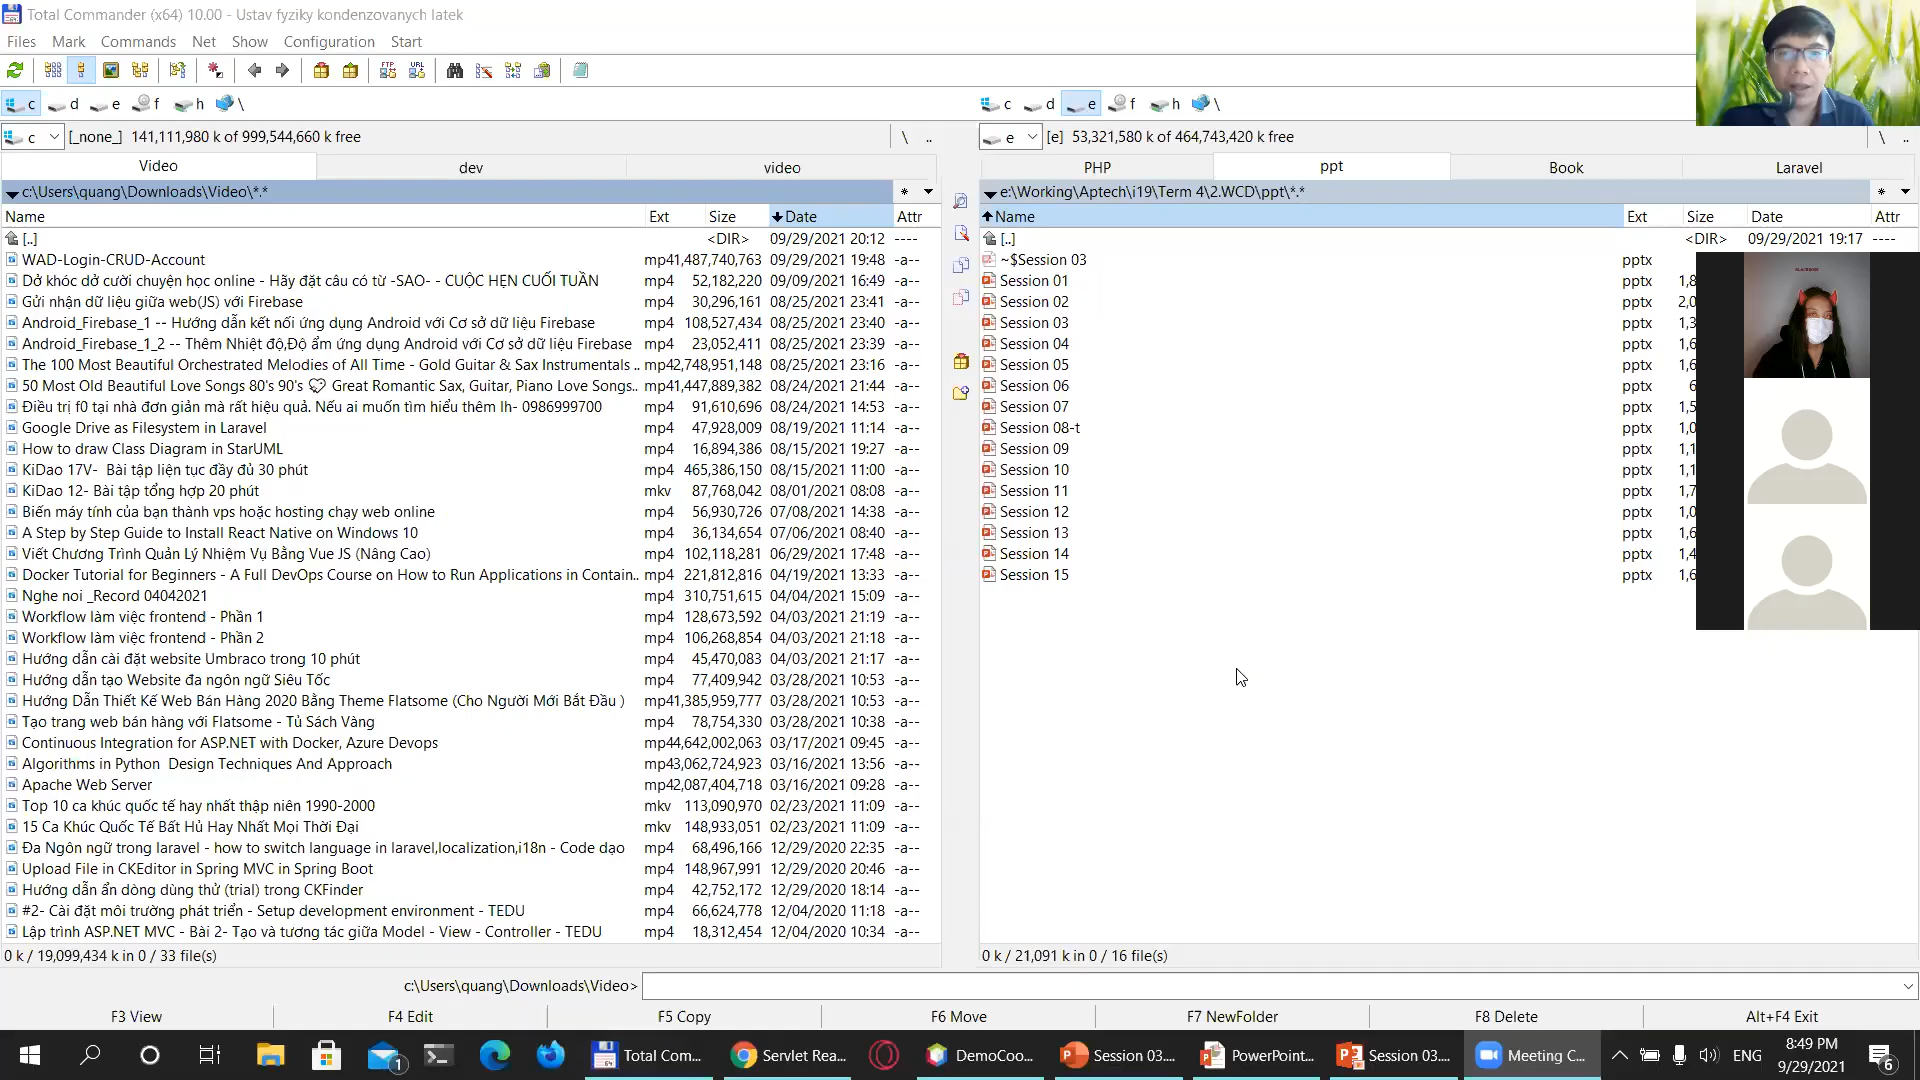 Total Commander (x64) 10.00 - Ustav fyziky kondenzovanych latek
Files Mark Commands Net Show Configuration Start
FTP URL
c d e f h \
c d e f h \
c [_none_] 141,111,980 k of 999,544,660 k free \ ..
e [e] 53,321,580 k of 464,743,420 k free \ ..
Video dev video
PHP ppt Book Laravel
c:\Users\quang\Downloads\Video\*.* *
e:\Working\Aptech\i19\Term 4\2.WCD\ppt\*.* *
Name Ext Size Date Attr
[..] <DIR> 09/29/2021 20:12 ----
WAD-Login-CRUD-Account mp4 1,487,740,763 09/29/2021 19:48 -a--
Dở khóc dở cười chuyện học online - Hãy đặt câu có từ -SAO- - CUỘC HẸN CUỐI TUẦN mp4 52,182,220 09/09/2021 16:49 -a--
Gửi nhận dữ liệu giữa web(JS) với Firebase mp4 30,296,161 08/25/2021 23:41 -a--
Android_Firebase_1 -- Hướng dẫn kết nối ứng dụng Android với Cơ sở dữ liệu Firebase mp4 108,527,434 08/25/2021 23:40 -a--
Android_Firebase_1_2 -- Thêm Nhiệt độ,Độ ẩm ứng dụng Android với Cơ sở dữ liệu Firebase mp4 23,052,411 08/25/2021 23:39 -a--
The 100 Most Beautiful Orchestrated Melodies of All Time - Gold Guitar & Sax Instrumentals .. mp4 2,748,951,148 08/25/2021 23:16 -a--
50 Most Old Beautiful Love Songs 80's 90's Great Romantic Sax, Guitar, Piano Love Songs.. mp4 1,447,889,382 08/24/2021 21:44 -a--
Điều trị f0 tại nhà đơn giản mà rất hiệu quả. Nếu ai muốn tìm hiểu thêm lh- 0986999700 mp4 91,610,696 08/24/2021 14:53 -a--
Google Drive as Filesystem in Laravel mp4 47,928,009 08/19/2021 11:14 -a--
How to draw Class Diagram in StarUML mp4 16,894,386 08/15/2021 19:27 -a--
KiDao 17V- Bài tập liện tục đầy đủ 30 phút mp4 465,386,150 08/15/2021 11:00 -a--
KiDao 12- Bài tập tổng hợp 20 phút mkv 87,768,042 08/01/2021 08:08 -a--
Biến máy tính của bạn thành vps hoặc hosting chạy web online mp4 56,930,726 07/08/2021 14:38 -a--
A Step by Step Guide to Install React Native on Windows 10 mp4 36,134,654 07/06/2021 08:40 -a--
Viết Chương Trình Quản Lý Nhiệm Vụ Bằng Vue JS (Nâng Cao) mp4 102,118,281 06/29/2021 17:48 -a--
Docker Tutorial for Beginners - A Full DevOps Course on How to Run Applications in Contain.. mp4 221,812,816 04/19/2021 13:33 -a--
Nghe noi _Record 04042021 mp4 310,751,615 04/04/2021 15:09 -a--
Workflow làm việc frontend - Phần 1 mp4 128,673,592 04/03/2021 21:19 -a--
Workflow làm việc frontend - Phần 2 mp4 106,268,854 04/03/2021 21:18 -a--
Hướng dẫn cài đặt website Umbraco trong 10 phút mp4 45,470,083 04/03/2021 21:17 -a--
Hướng dẫn tạo Website đa ngôn ngữ Siêu Tốc mp4 77,409,942 03/28/2021 10:53 -a--
Hướng Dẫn Thiết Kế Web Bán Hàng 2020 Bằng Theme Flatsome (Cho Người Mới Bắt Đầu ) mp4 1,385,959,777 03/28/2021 10:53 -a--
Tạo trang web bán hàng với Flatsome - Tủ Sách Vàng mp4 78,754,330 03/28/2021 10:38 -a--
Continuous Integration for ASP.NET with Docker, Azure Devops mp4 4,642,002,063 03/17/2021 09:45 -a--
Algorithms in Python Design Techniques And Approach mp4 3,062,724,923 03/16/2021 13:56 -a--
Apache Web Server mp4 2,087,404,718 03/16/2021 09:28 -a--
Top 10 ca khúc quốc tế hay nhất thập niên 1990-2000 mkv 113,090,970 02/23/2021 11:09 -a--
15 Ca Khúc Quốc Tế Bất Hủ Hay Nhất Mọi Thời Đại mkv 148,933,051 02/23/2021 11:09 -a--
Đa Ngôn ngữ trong laravel - how to switch language in laravel,localization,i18n - Code dạo mp4 68,496,166 12/29/2020 22:35 -a--
Upload File in CKEditor in Spring MVC in Spring Boot mp4 148,967,991 12/29/2020 20:46 -a--
Hướng dẫn ẩn dòng dùng thử (trial) trong CKFinder mp4 42,752,172 12/29/2020 18:14 -a--
#2- Cài đặt môi trường phát triển - Setup development environment - TEDU mp4 66,624,778 12/04/2020 11:18 -a--
Lập trình ASP.NET MVC - Bài 2- Tạo và tương tác giữa Model - View - Controller - TEDU mp4 18,312,454 12/04/2020 10:34 -a--
0 k / 19,099,434 k in 0 / 33 file(s)
Name Ext Size Date Attr
[..] <DIR> 09/29/2021 19:17 ----
~$Session 03 pptx
Session 01 pptx 1,8
Session 02 pptx 2,0
Session 03 pptx 1,3
Session 04 pptx 1,6
Session 05 pptx 1,6
Session 06 pptx 6
Session 07 pptx 1,5
Session 08-t pptx 1,0
Session 09 pptx 1,1
Session 10 pptx 1,1
Session 11 pptx 1,7
Session 12 pptx 1,0
Session 13 pptx 1,6
Session 14 pptx 1,4
Session 15 pptx 1,6
0 k / 21,091 k in 0 / 16 file(s)
c:\Users\quang\Downloads\Video>
F3 View F4 Edit F5 Copy F6 Move F7 NewFolder F8 Delete Alt+F4 Exit
1 Total Com... Servlet Rea... DemoCoo... Session 03.... PowerPoint... Session 03.... Meeting C... ENG 8:49 PM
9/29/2021 6